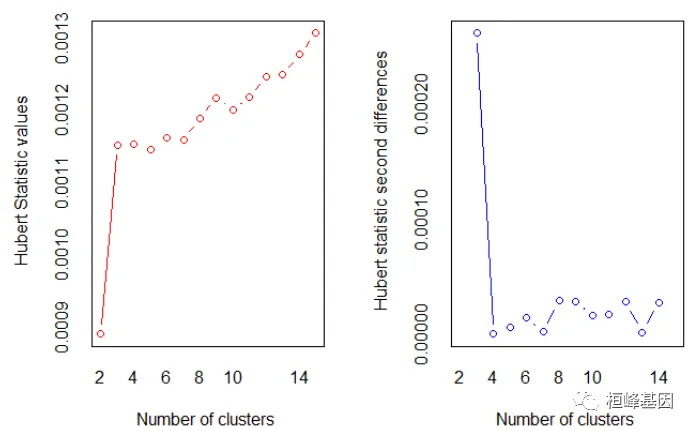 Hubert Statistic values
0.0009 0.0010 0.0011 0.0012 0.0013
2 4 6 8 10 14
Number of clusters
Hubert statistic second differences
0.00000 0.00010 0.00020
2 4 6 8 10 14
Number of clusters
桓峰基因